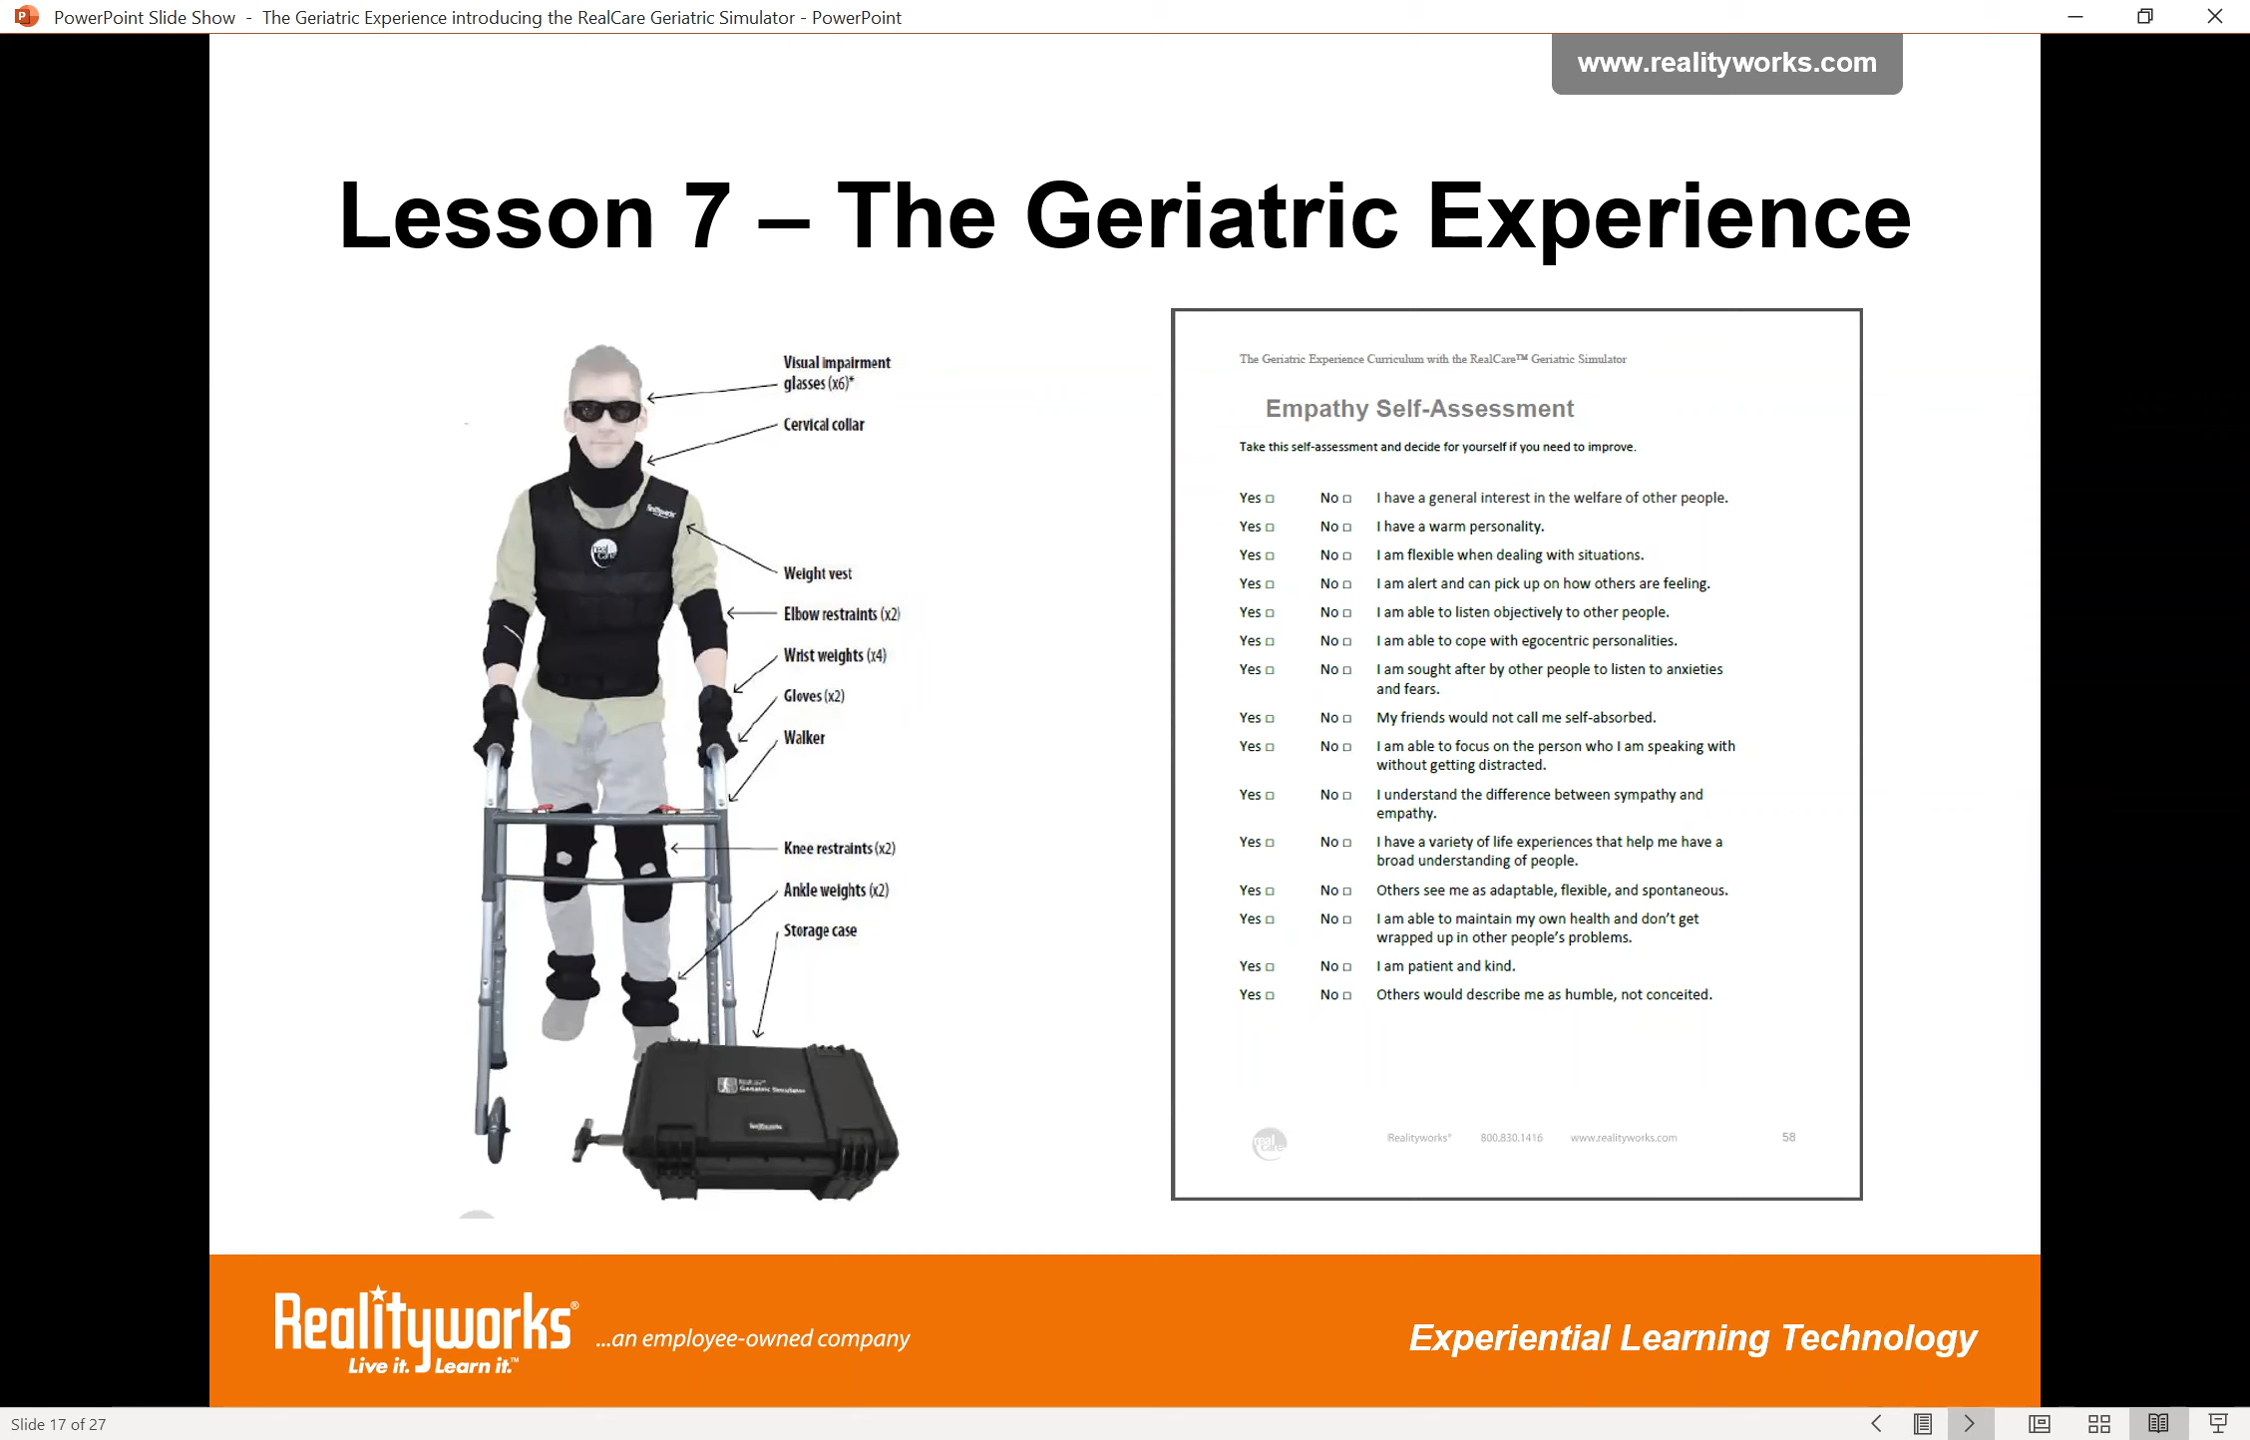 PowerPoint Slide Show - The Geriatric Experience introducing the RealCare Geriatric Simulator - PowerPoint
www.realityworks.com
Lesson 7 – The Geriatric Experience
Visual impairment
glasses (x6)*
Cervical collar
Weight vest
Elbow restraints (x2)
Wrist weights (x4)
Gloves (x2)
Walker
Knee restraints (x2)
Ankle weights (x2)
Storage case
Realityworks
real
Care
Geriatric Simulator
Realityworks
The Geriatric Experience Curriculum with the RealCare™ Geriatric Simulator
Empathy Self-Assessment
Take this self-assessment and decide for yourself if you need to improve.
Yes □ No □ I have a general interest in the welfare of other people.
Yes □ No □ I have a warm personality.
Yes □ No □ I am flexible when dealing with situations.
Yes □ No □ I am alert and can pick up on how others are feeling.
Yes □ No □ I am able to listen objectively to other people.
Yes □ No □ I am able to cope with egocentric personalities.
Yes □ No □ I am sought after by other people to listen to anxieties
and fears.
Yes □ No □ My friends would not call me self-absorbed.
Yes □ No □ I am able to focus on the person who I am speaking with
without getting distracted.
Yes □ No □ I understand the difference between sympathy and
empathy.
Yes □ No □ I have a variety of life experiences that help me have a
broad understanding of people.
Yes □ No □ Others see me as adaptable, flexible, and spontaneous.
Yes □ No □ I am able to maintain my own health and don't get
wrapped up in other people's problems.
Yes □ No □ I am patient and kind.
Yes □ No □ Others would describe me as humble, not conceited.
real
care
Realityworks® 800.830.1416 www.realityworks.com 58
Realityworks® ...an employee-owned company
Live it. Learn it.™
Experiential Learning Technology
Slide 17 of 27